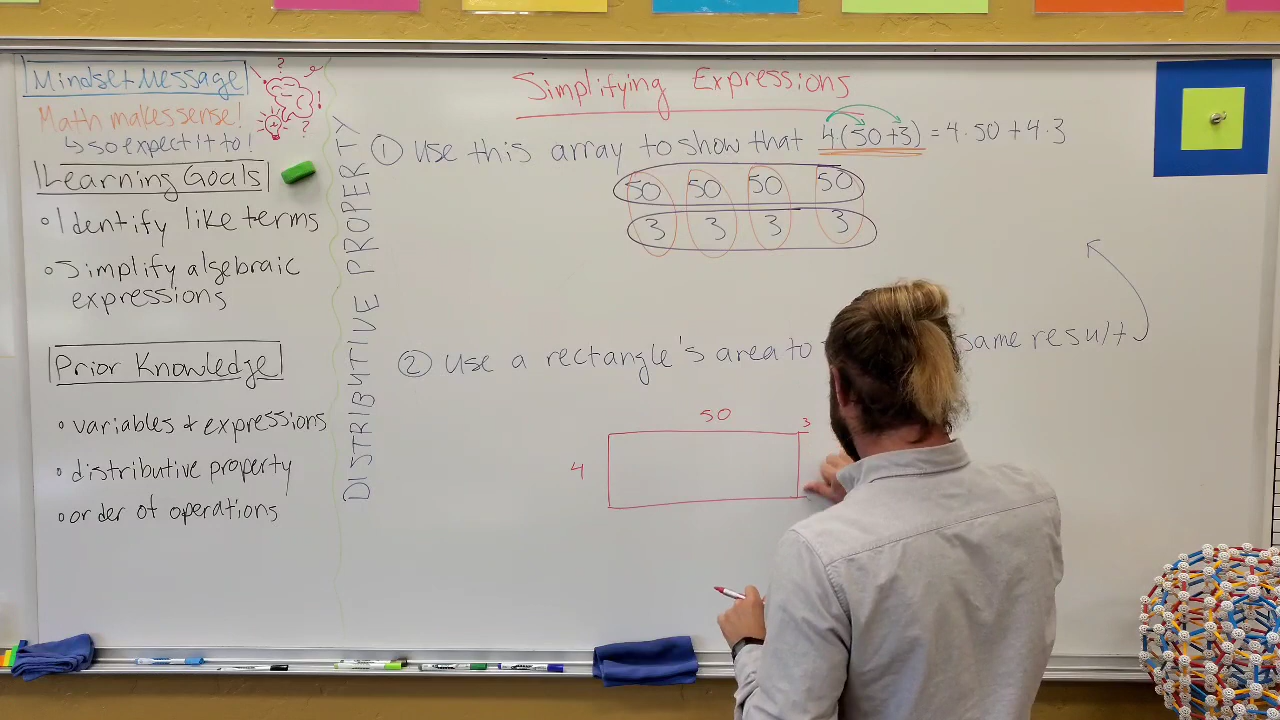 Mindset Message
Math makes sense!
↳ so expect it to!
Learning Goals
• Identify like terms
• Simplify algebraic
expressions
Prior Knowledge
• variables + expressions
• distributive property
• order of operations
DISTRIBUTIVE PROPERTY
Simplifying Expressions
① Use this array to show that 4(50+3) = 4·50 + 4·3
50 50 50 50
3 3 3 3
② Use a rectangle's area to same result.
50 3
4